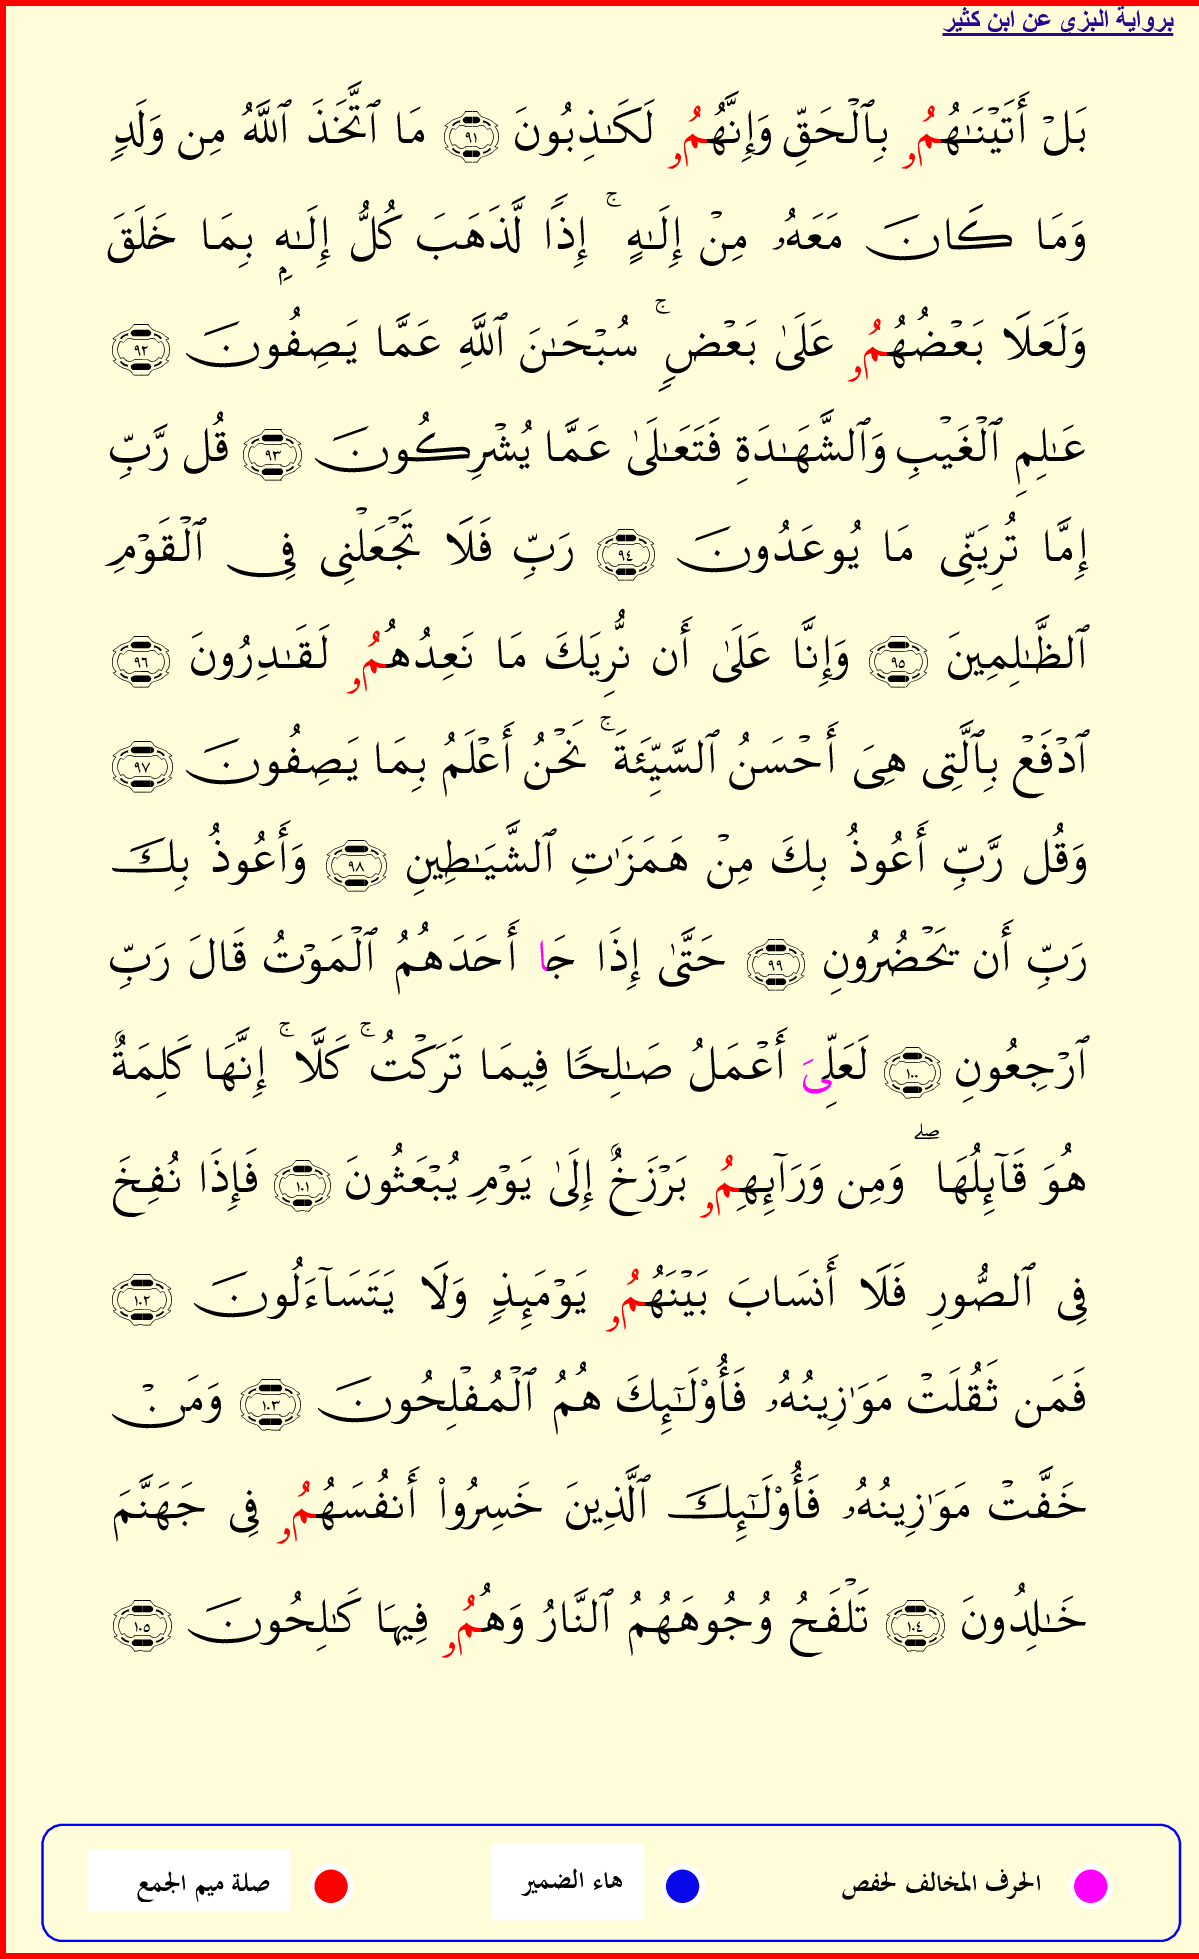 برواية البزي عن ابن كثير
بَلۡ أَتَيۡنَٰهُمُۥ بِٱلۡحَقِّ وَإِنَّهُمُۥ لَكَٰذِبُونَ ٩١ مَا ٱتَّخَذَ ٱللَّهُ مِن وَلَدٖ
وَمَا كَانَ مَعَهُۥ مِنۡ إِلَٰهٍۚ إِذٗا لَّذَهَبَ كُلُّ إِلَٰهِۭ بِمَا خَلَقَ
وَلَعَلَا بَعۡضُهُمُۥ عَلَىٰ بَعۡضٖۚ سُبۡحَٰنَ ٱللَّهِ عَمَّا يَصِفُونَ ٩٢
عَٰلِمِ ٱلۡغَيۡبِ وَٱلشَّهَٰدَةِ فَتَعَٰلَىٰ عَمَّا يُشۡرِكُونَ ٩٣ قُل رَّبِّ
إِمَّا تُرِيَنِّي مَا يُوعَدُونَ ٩٤ رَبِّ فَلَا تَجۡعَلۡنِي فِي ٱلۡقَوۡمِ
ٱلظَّٰلِمِينَ ٩٥ وَإِنَّا عَلَىٰ أَن نُّرِيَكَ مَا نَعِدُهُمُۥ لَقَٰدِرُونَ ٩٦
ٱدۡفَعۡ بِٱلَّتِي هِيَ أَحۡسَنُ ٱلسَّيِّئَةَۚ نَحۡنُ أَعۡلَمُ بِمَا يَصِفُونَ ٩٧
وَقُل رَّبِّ أَعُوذُ بِكَ مِنۡ هَمَزَٰتِ ٱلشَّيَٰطِينِ ٩٨ وَأَعُوذُ بِكَ
رَبِّ أَن يَحۡضُرُونِ ٩٩ حَتَّىٰ إِذَا جَا أَحَدَهُمُ ٱلۡمَوۡتُ قَالَ رَبِّ
ٱرۡجِعُونِ ١٠٠ لَعَلِّيَ أَعۡمَلُ صَٰلِحٗا فِيمَا تَرَكۡتُۚ كَلَّاۚ إِنَّهَا كَلِمَةٌ
هُوَ قَآئِلُهَاۖ وَمِن وَرَآئِهِمُۥ بَرۡزَخٌ إِلَىٰ يَوۡمِ يُبۡعَثُونَ ١٠١ فَإِذَا نُفِخَ
فِي ٱلصُّورِ فَلَا أَنسَابَ بَيۡنَهُمُۥ يَوۡمَئِذٖ وَلَا يَتَسَآءَلُونَ ١٠٢
فَمَن ثَقُلَتۡ مَوَٰزِينُهُۥ فَأُوْلَٰٓئِكَ هُمُ ٱلۡمُفۡلِحُونَ ١٠٣ وَمَنۡ
خَفَّتۡ مَوَٰزِينُهُۥ فَأُوْلَٰٓئِكَ ٱلَّذِينَ خَسِرُواْ أَنفُسَهُمُۥ فِي جَهَنَّمَ
خَٰلِدُونَ ١٠٤ تَلۡفَحُ وُجُوهَهُمُ ٱلنَّارُ وَهُمُۥ فِيهَا كَٰلِحُونَ ١٠٥
الحرف المخالف لحفص هاء الضمير صلة ميم الجمع